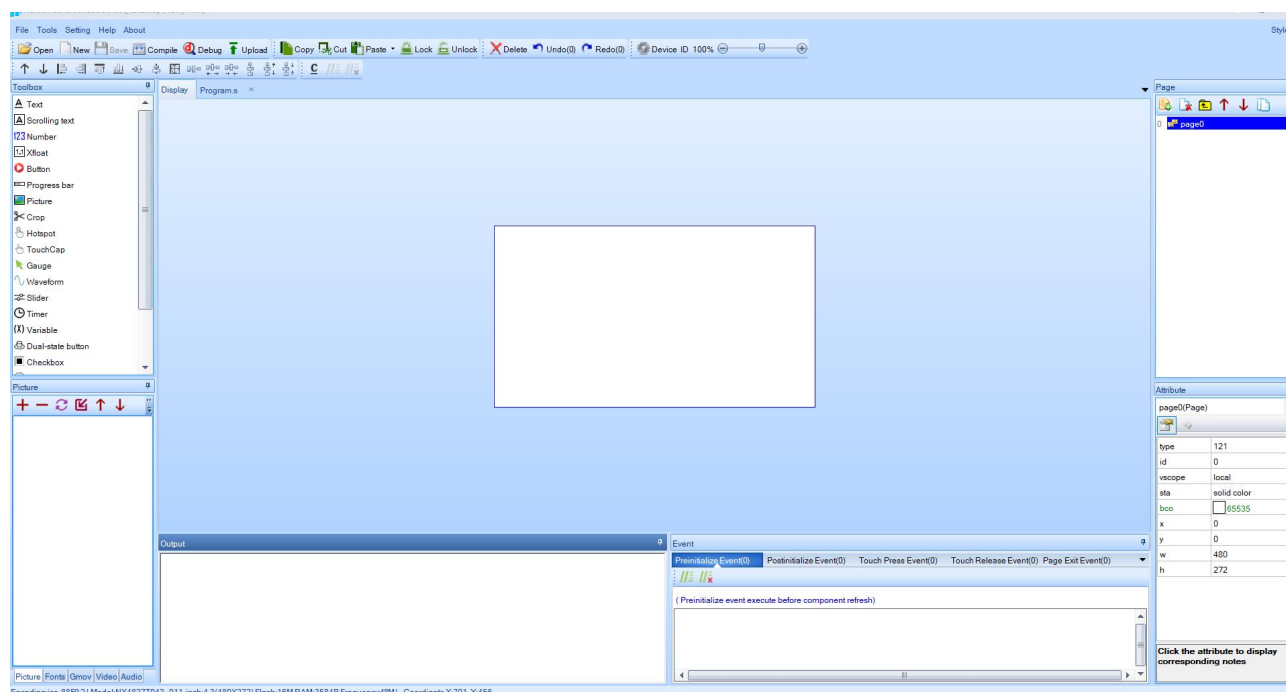 File Tools Setting Help About Style
Open New Save Compile Debug Upload Copy Cut Paste Lock Unlock Delete Undo(0) Redo(0) Device ID 100%
Toolbox
A Text
A Scrolling text
123 Number
1.1 Xfloat
Button
Progress bar
Picture
Crop
Hotspot
TouchCap
Gauge
Waveform
Slider
Timer
(X) Variable
Dual-state button
Checkbox
Picture
Picture Fonts Gmov Video Audio
Display Program.s ×
Output
Event
Preinitialize Event(0) Postinitialize Event(0) Touch Press Event(0) Touch Release Event(0) Page Exit Event(0)
( Preinitialize event execute before component refresh)
Page
0 page0
Attribute
page0(Page)
type 121
id 0
vscope local
sta solid color
bco 65535
x 0
y 0
w 480
h 272
Click the attribute to display
corresponding notes